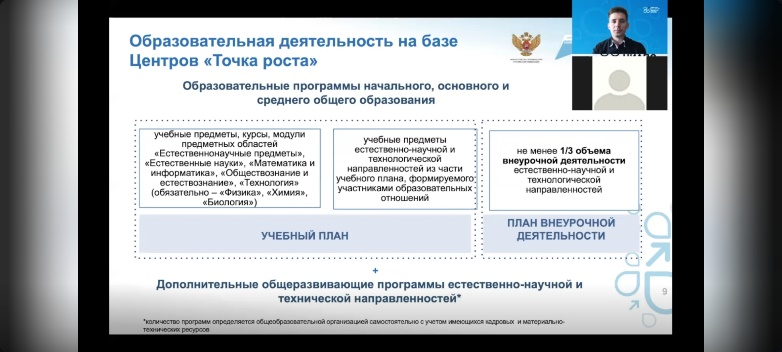 Образовательная деятельность на базе
Центров «Точка роста»
Образовательные программы начального, основного и
среднего общего образования
учебные предметы, курсы, модули
предметных областей
«Естественнонаучные предметы»,
«Естественные науки», «Математика и
информатика», «Обществознание и
естествознание», «Технология»
(обязательно – «Физика», «Химия»,
«Биология»)
учебные предметы
естественно-научной и
технологической
направленностей из части
учебного плана, формируемого
участниками образовательных
отношений
не менее 1/3 объема
внеурочной деятельности
естественно-научной и
технологической
направленностей
УЧЕБНЫЙ ПЛАН
ПЛАН ВНЕУРОЧНОЙ
ДЕЯТЕЛЬНОСТИ
+
Дополнительные общеразвивающие программы естественно-научной и
технической направленностей*
9
*количество программ определяется общеобразовательной организацией самостоятельно с учетом имеющихся кадровых и материально-
технических ресурсов